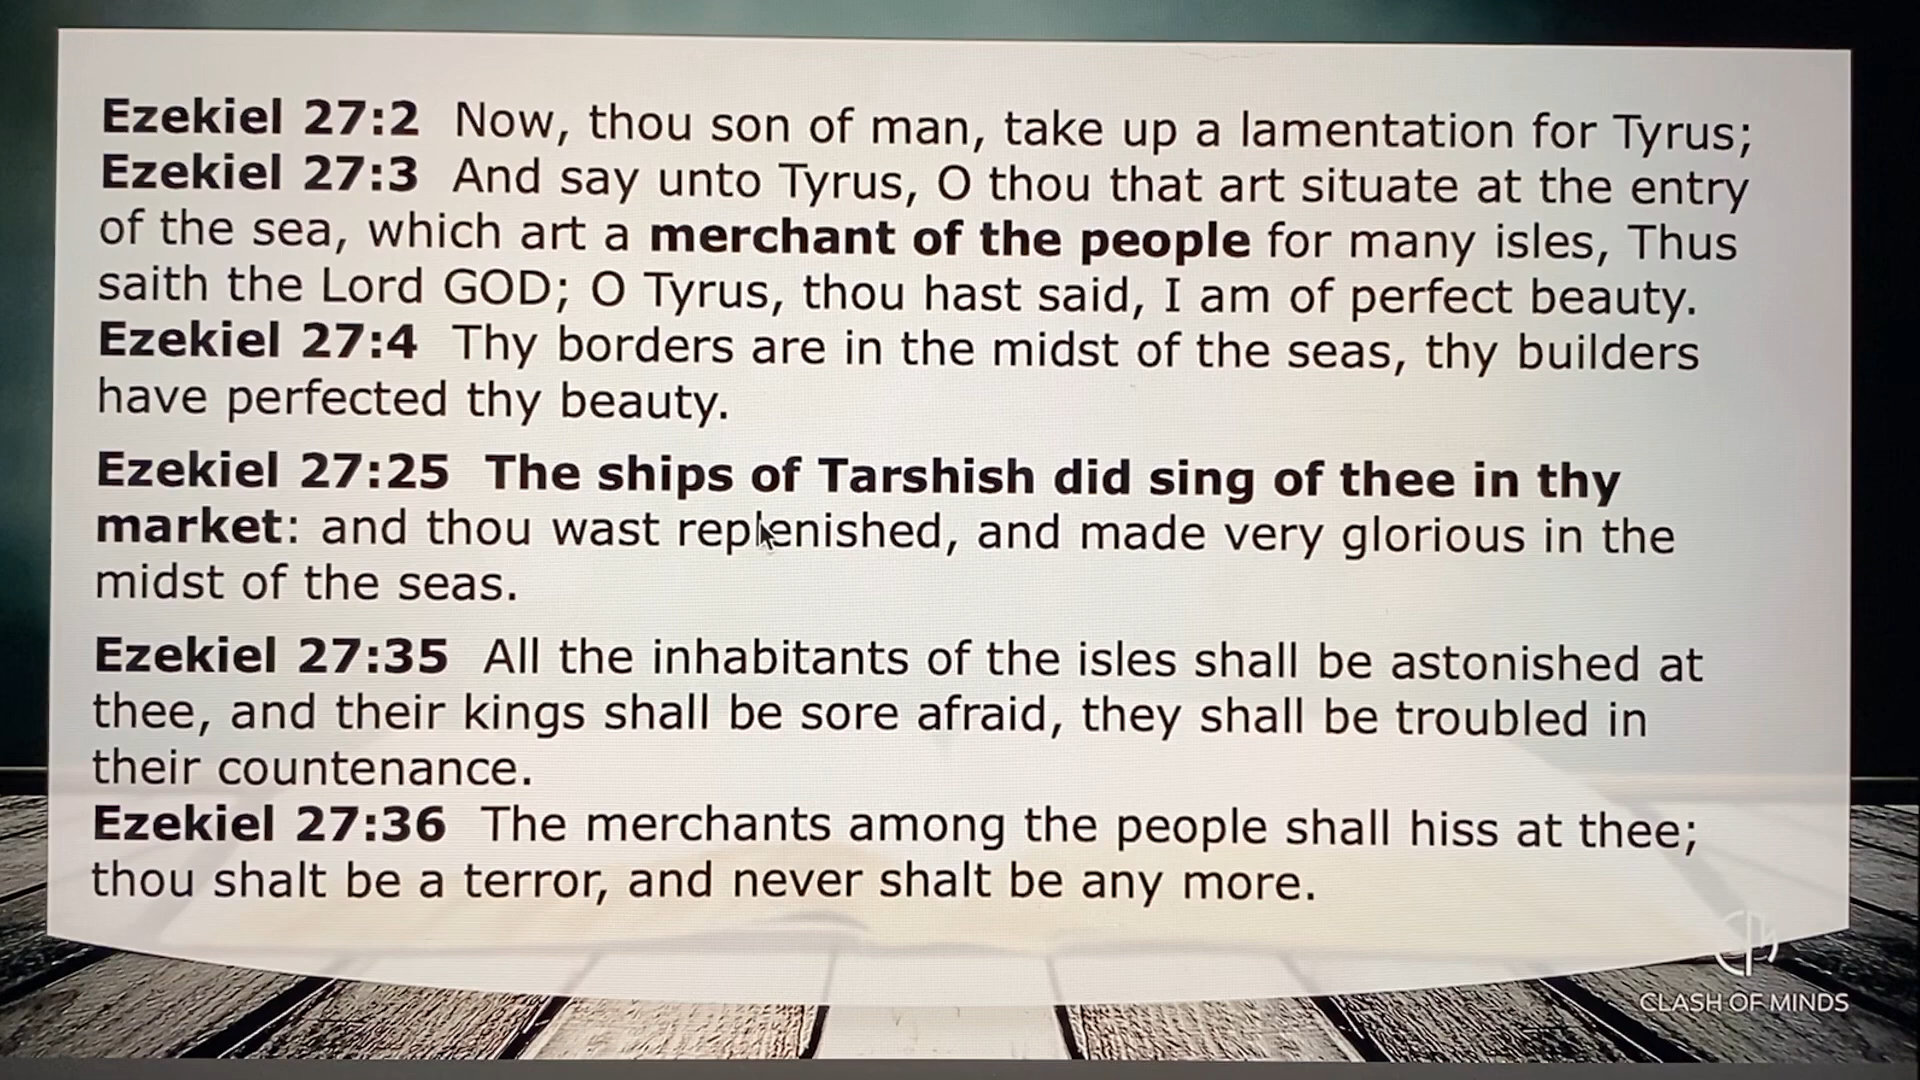 Ezekiel 27:2 Now, thou son of man, take up a lamentation for Tyrus;
Ezekiel 27:3 And say unto Tyrus, O thou that art situate at the entry
of the sea, which art a merchant of the people for many isles, Thus
saith the Lord GOD; O Tyrus, thou hast said, I am of perfect beauty.
Ezekiel 27:4 Thy borders are in the midst of the seas, thy builders
have perfected thy beauty.
Ezekiel 27:25 The ships of Tarshish did sing of thee in thy
market: and thou wast replenished, and made very glorious in the
midst of the seas.
Ezekiel 27:35 All the inhabitants of the isles shall be astonished at
thee, and their kings shall be sore afraid, they shall be troubled in
their countenance.
Ezekiel 27:36 The merchants among the people shall hiss at thee;
thou shalt be a terror, and never shalt be any more.
CLASH OF MINDS